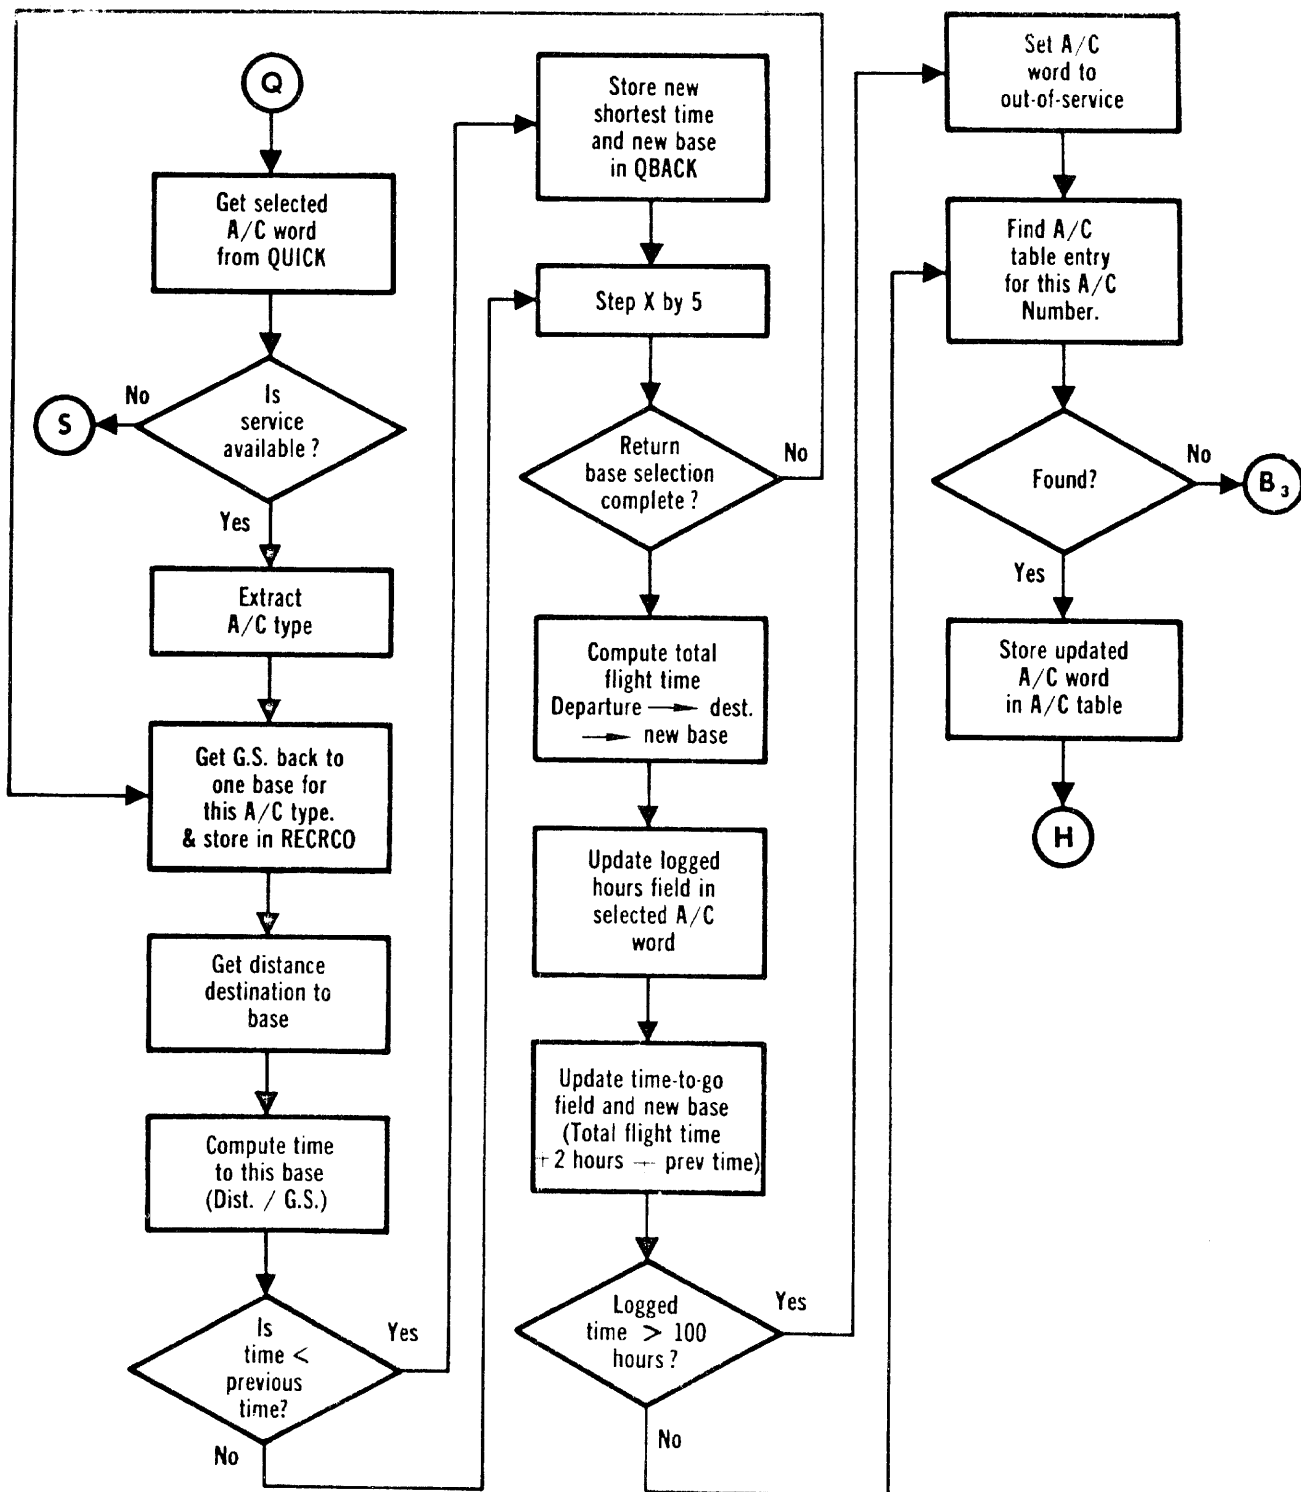 Q
Get selected
A/C word
from QUICK
Is
service
available ?
No
S
Yes
Extract
A/C type
Get G.S. back to
one base for
this A/C type.
& store in RECRCO
Get distance
destination to
base
Compute time
to this base
(Dist. / G.S.)
Is
time <
previous
time?
Yes
No
Store new
shortest time
and new base
in QBACK
Step X by 5
Return
base selection
complete ?
No
Compute total
flight time
Departure → dest.
→ new base
Update logged
hours field in
selected A/C
word
Update time-to-go
field and new base
(Total flight time
+ 2 hours + prev time)
Logged
time > 100
hours ?
Yes
No
Set A/C
word to
out-of-service
Find A/C
table entry
for this A/C
Number.
Found?
No
B3
Yes
Store updated
A/C word
in A/C table
H